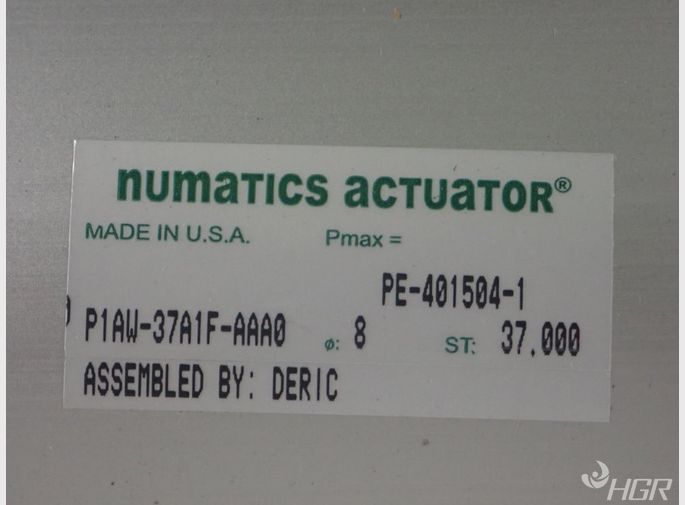 numatics actuator®
MADE IN U.S.A. Pmax =
PE-401504-1
P1AW-37A1F-AAA0 ø: 8 ST: 37.000
ASSEMBLED BY: DERIC
HGR